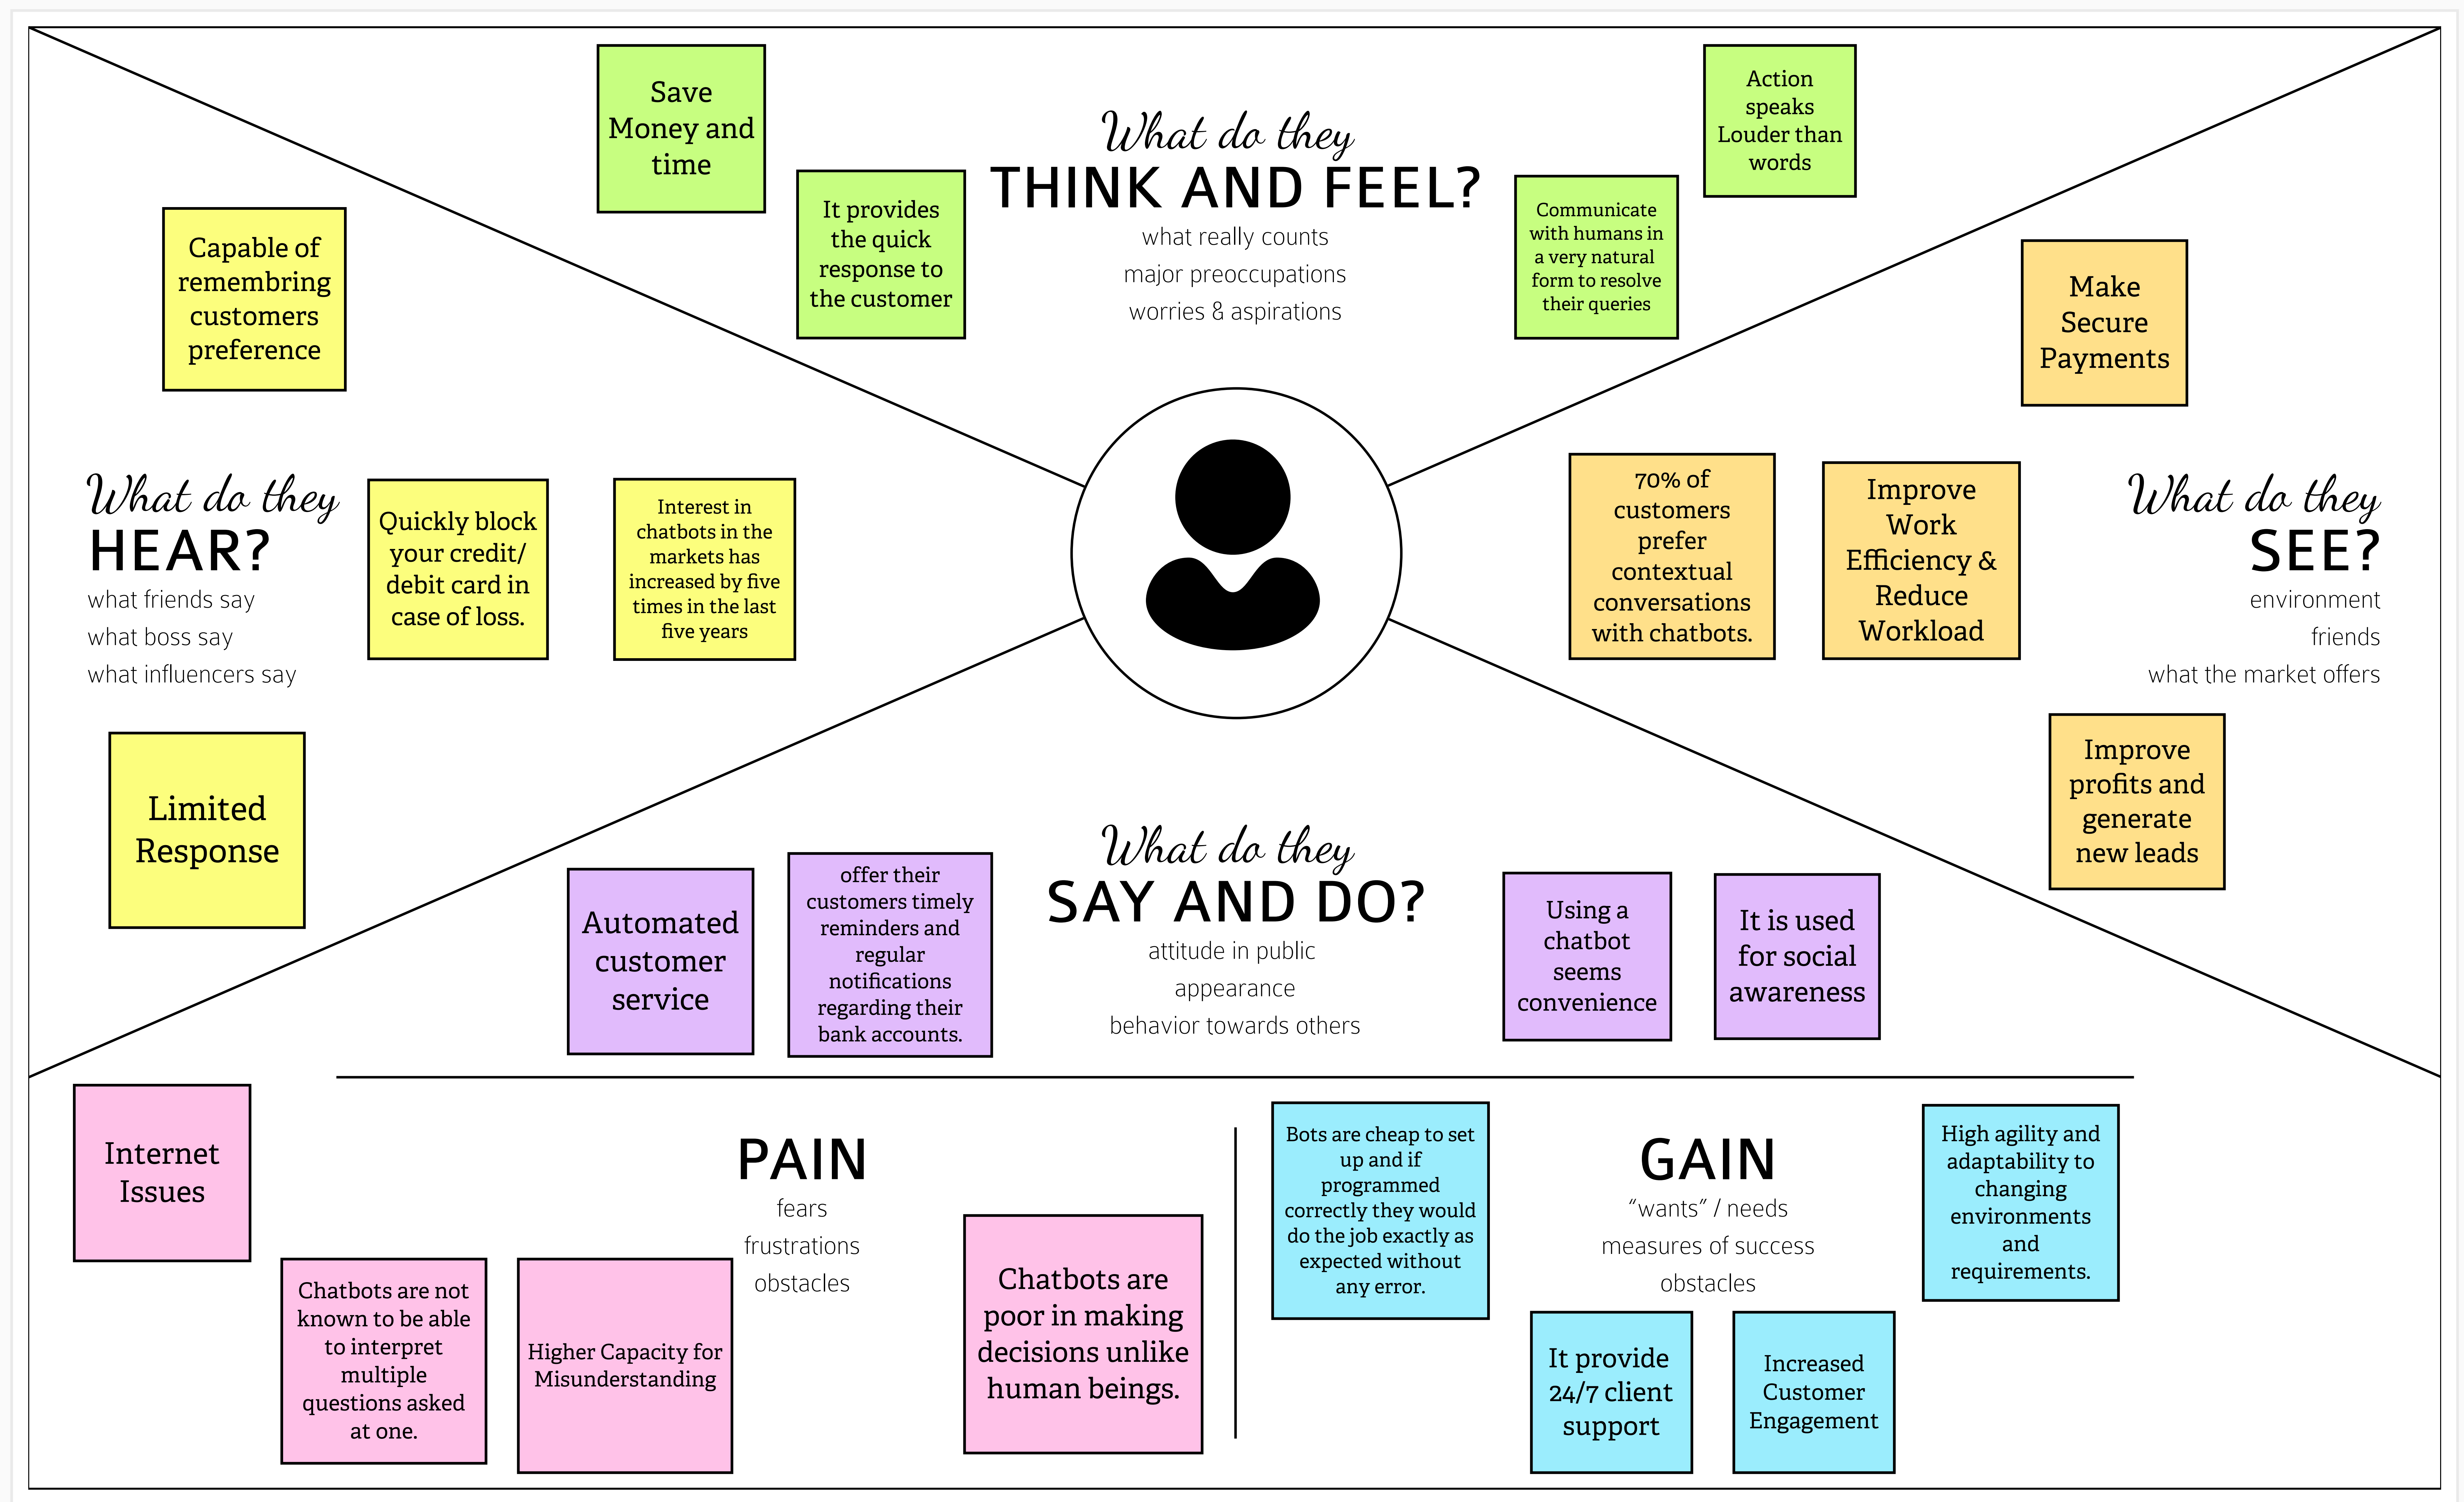 Save
Money and
time
It provides
the quick
response to
the customer
What do they
THINK AND FEEL?
what really counts
major preoccupations
worries & aspirations
Communicate
with humans in
a very natural
form to resolve
their queries
Action
speaks
Louder than
words
Capable of
remembring
customers
preference
What do they
HEAR?
what friends say
what boss say
what influencers say
Quickly block
your credit/
debit card in
case of loss.
Interest in
chatbots in the
markets has
increased by five
times in the last
five years
Limited
Response
Make
Secure
Payments
70% of
customers
prefer
contextual
conversations
with chatbots.
Improve
Work
Efficiency &
Reduce
Workload
What do they
SEE?
environment
friends
what the market offers
Improve
profits and
generate
new leads
Automated
customer
service
offer their
customers timely
reminders and
regular
notifications
regarding their
bank accounts.
What do they
SAY AND DO?
attitude in public
appearance
behavior towards others
Using a
chatbot
seems
convenience
It is used
for social
awareness
Internet
Issues
Chatbots are not
known to be able
to interpret
multiple
questions asked
at one.
Higher Capacity for
Misunderstanding
PAIN
fears
frustrations
obstacles
Chatbots are
poor in making
decisions unlike
human beings.
Bots are cheap to set
up and if
programmed
correctly they would
do the job exactly as
expected without
any error.
GAIN
“wants” / needs
measures of success
obstacles
It provide
24/7 client
support
Increased
Customer
Engagement
High agility and
adaptability to
changing
environments
and
requirements.